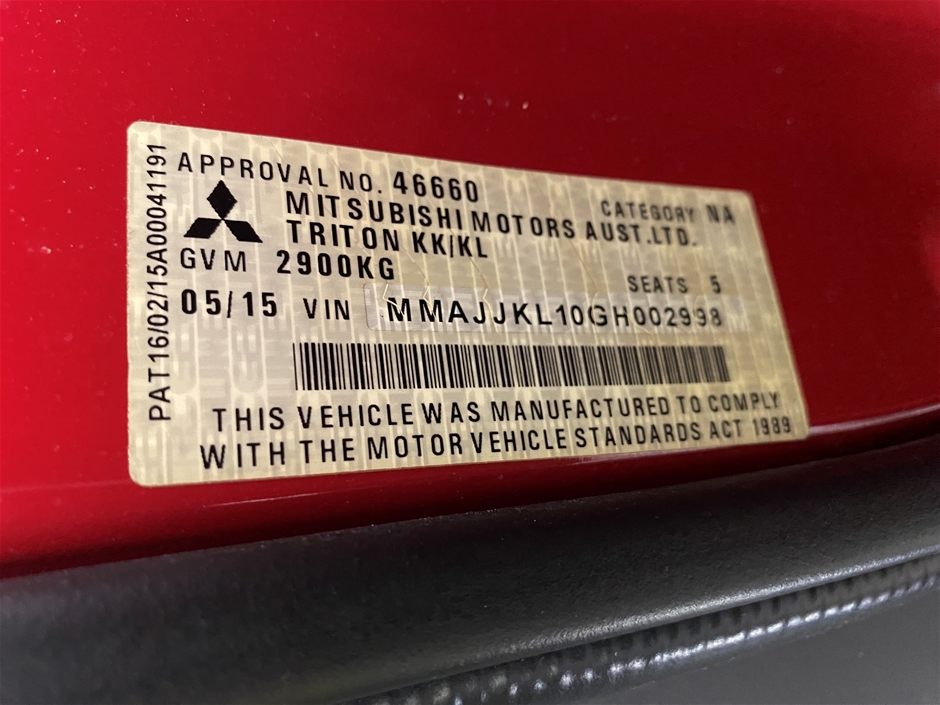 PAT16/02/15A00041191
APPROVAL NO. 46660 CATEGORY NA
MITSUBISHI MOTORS AUST.LTD.
TRITON KK/KL
GVM 2900KG SEATS 5
05/15 VIN MMAJJKL10GH002998
THIS VEHICLE WAS MANUFACTURED TO COMPLY
WITH THE MOTOR VEHICLE STANDARDS ACT 1989